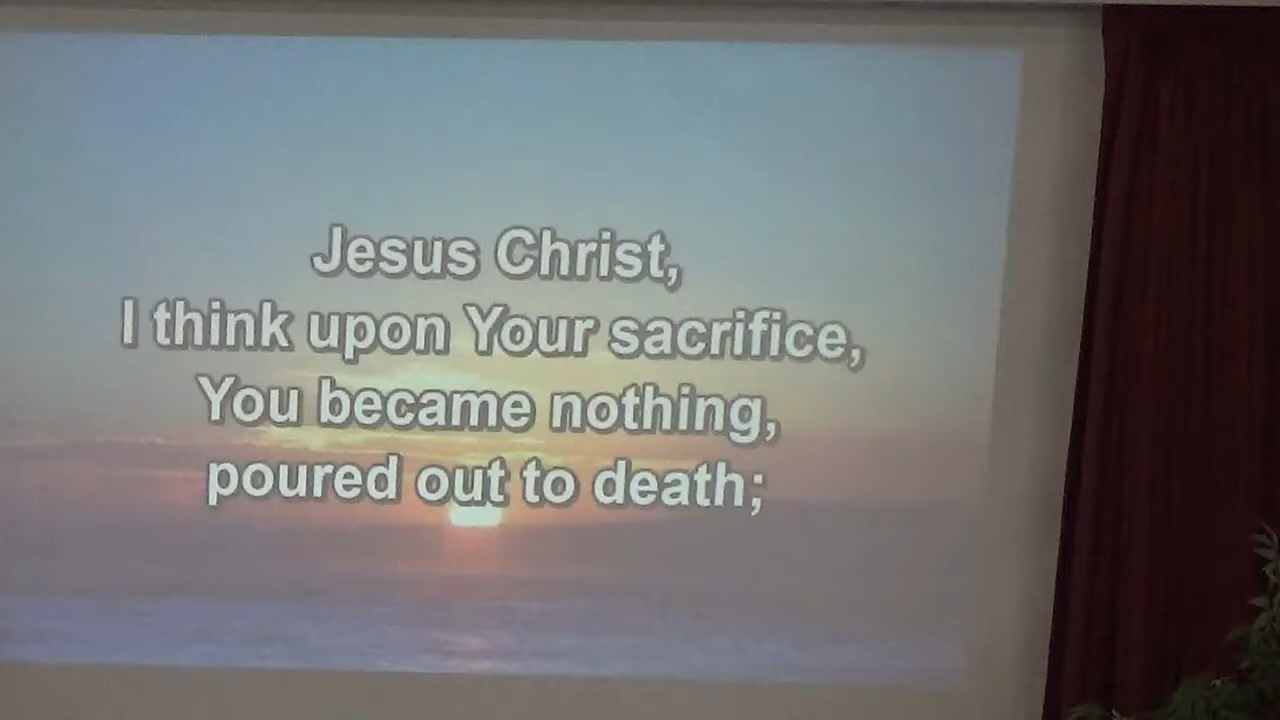 Jesus Christ,
I think upon Your sacrifice,
You became nothing,
poured out to death;